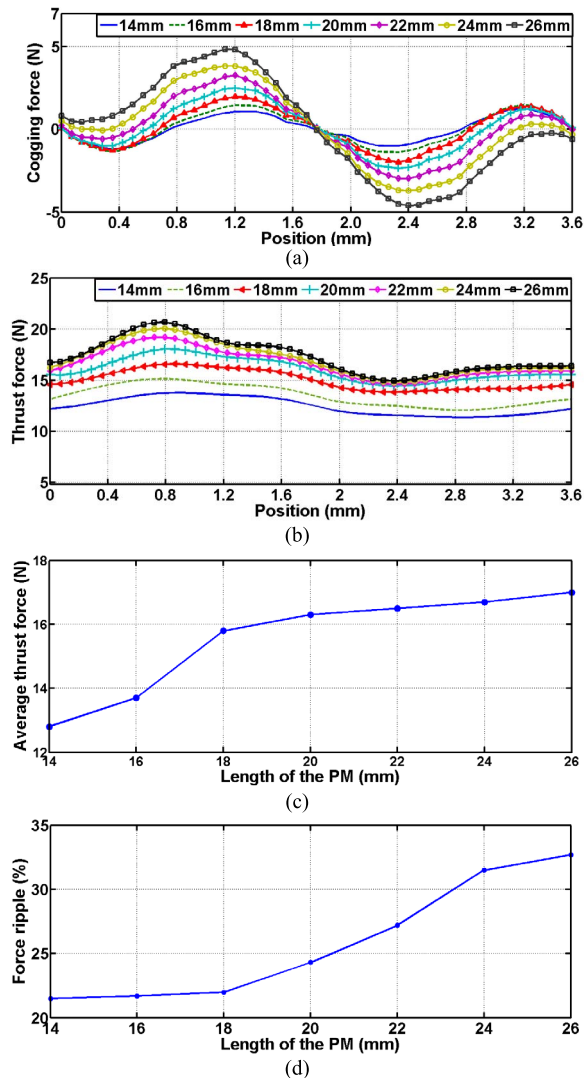 14mm 16mm 18mm 20mm 22mm 24mm 26mm
7
5
0
-5
Cogging force (N)
0 0.4 0.8 1.2 1.6 2.0 2.4 2.8 3.2 3.6
Position (mm)
(a)
14mm 16mm 18mm 20mm 22mm 24mm 26mm
25
20
15
10
5
Thrust force (N)
0 0.4 0.8 1.2 1.6 2 2.4 2.8 3.2 3.6
Position (mm)
(b)
18
16
14
12
Average thrust force (N)
14 16 18 20 22 24 26
Length of the PM (mm)
(c)
35
30
25
20
Force ripple (%)
14 16 18 20 22 24 26
Length of the PM (mm)
(d)